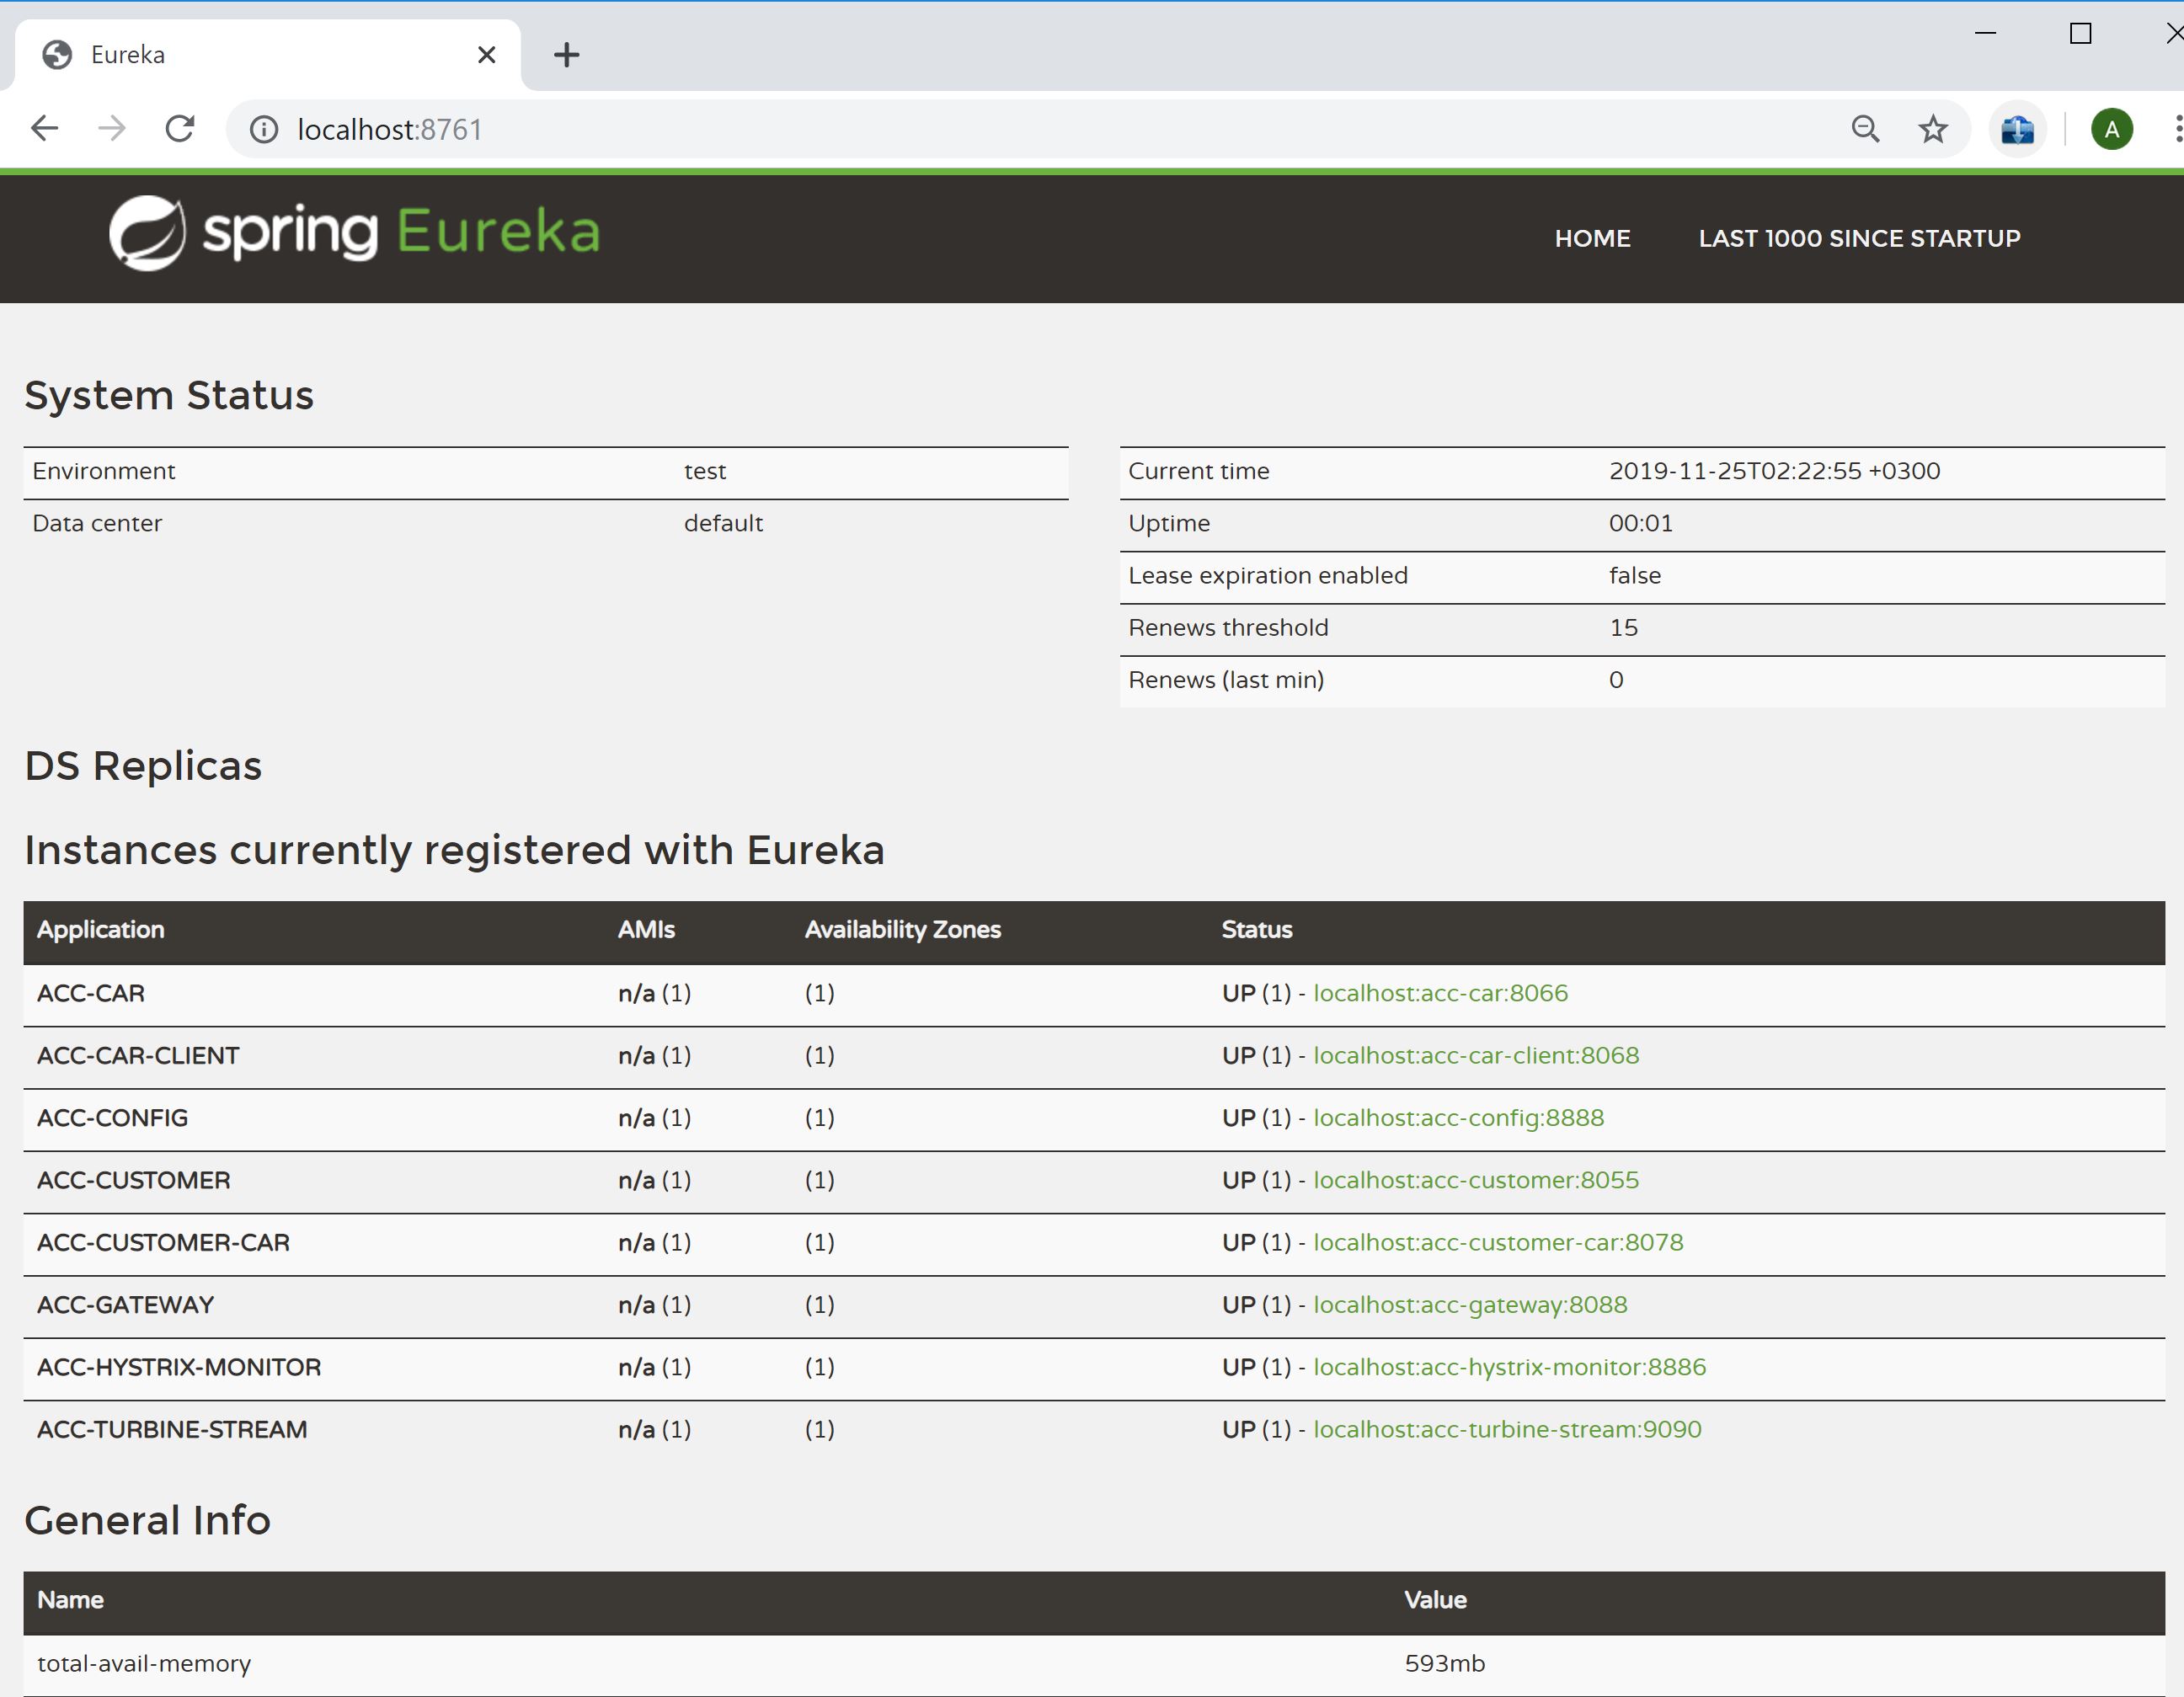 Eureka
localhost:8761
A
spring Eureka
HOME LAST 1000 SINCE STARTUP
System Status
Environment test
Data center default
Current time 2019-11-25T02:22:55 +0300
Uptime 00:01
Lease expiration enabled false
Renews threshold 15
Renews (last min) 0
DS Replicas
Instances currently registered with Eureka
Application AMIs Availability Zones Status
ACC-CAR n/a (1) (1) UP (1) - localhost:acc-car:8066
ACC-CAR-CLIENT n/a (1) (1) UP (1) - localhost:acc-car-client:8068
ACC-CONFIG n/a (1) (1) UP (1) - localhost:acc-config:8888
ACC-CUSTOMER n/a (1) (1) UP (1) - localhost:acc-customer:8055
ACC-CUSTOMER-CAR n/a (1) (1) UP (1) - localhost:acc-customer-car:8078
ACC-GATEWAY n/a (1) (1) UP (1) - localhost:acc-gateway:8088
ACC-HYSTRIX-MONITOR n/a (1) (1) UP (1) - localhost:acc-hystrix-monitor:8886
ACC-TURBINE-STREAM n/a (1) (1) UP (1) - localhost:acc-turbine-stream:9090
General Info
Name Value
total-avail-memory 593mb